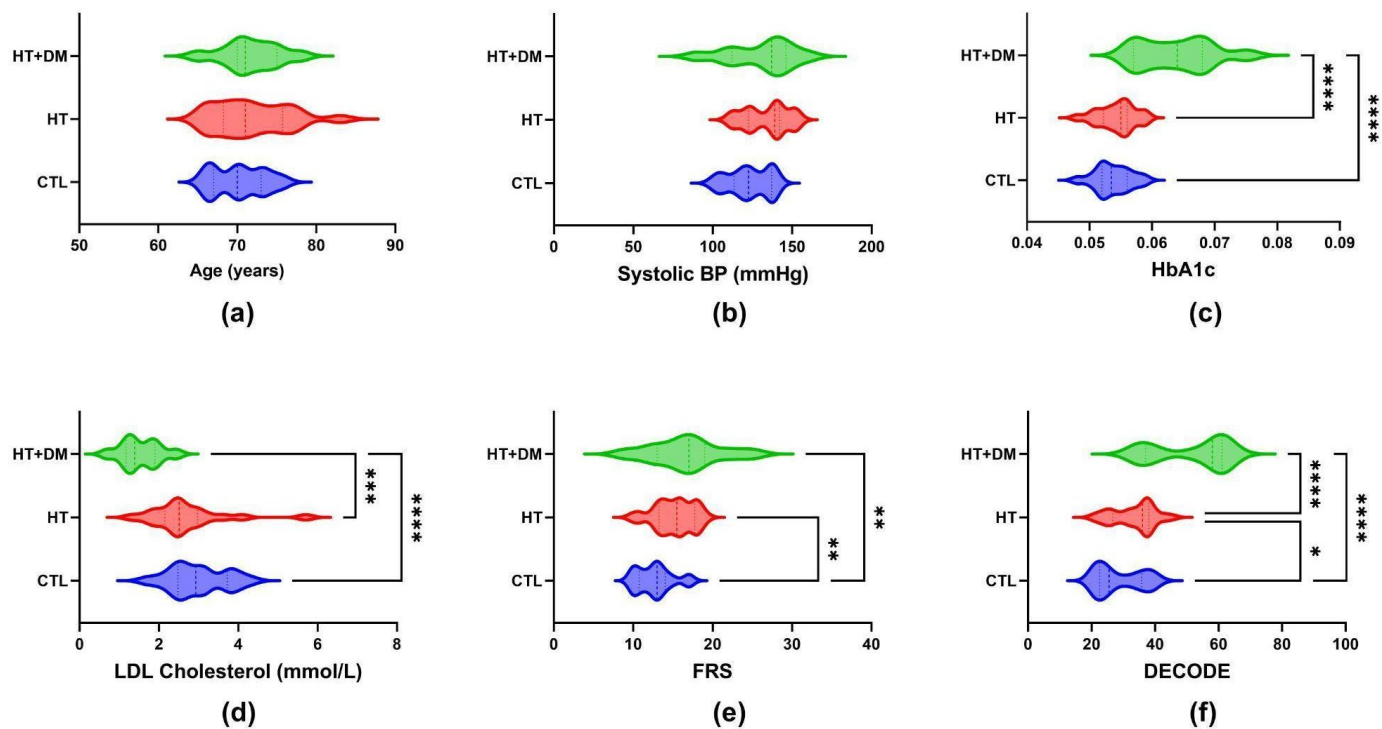 HT+DM
HT
CTL
50 60 70 80 90
Age (years)
(a)
HT+DM
HT
CTL
0 50 100 150 200
Systolic BP (mmHg)
(b)
HT+DM
HT
CTL
****
****
0.04 0.05 0.06 0.07 0.08 0.09
HbA1c
(c)
HT+DM
HT
CTL
***
****
0 2 4 6 8
LDL Cholesterol (mmol/L)
(d)
HT+DM
HT
CTL
**
**
0 10 20 30 40
FRS
(e)
HT+DM
HT
CTL
****
*
****
0 20 40 60 80 100
DECODE
(f)